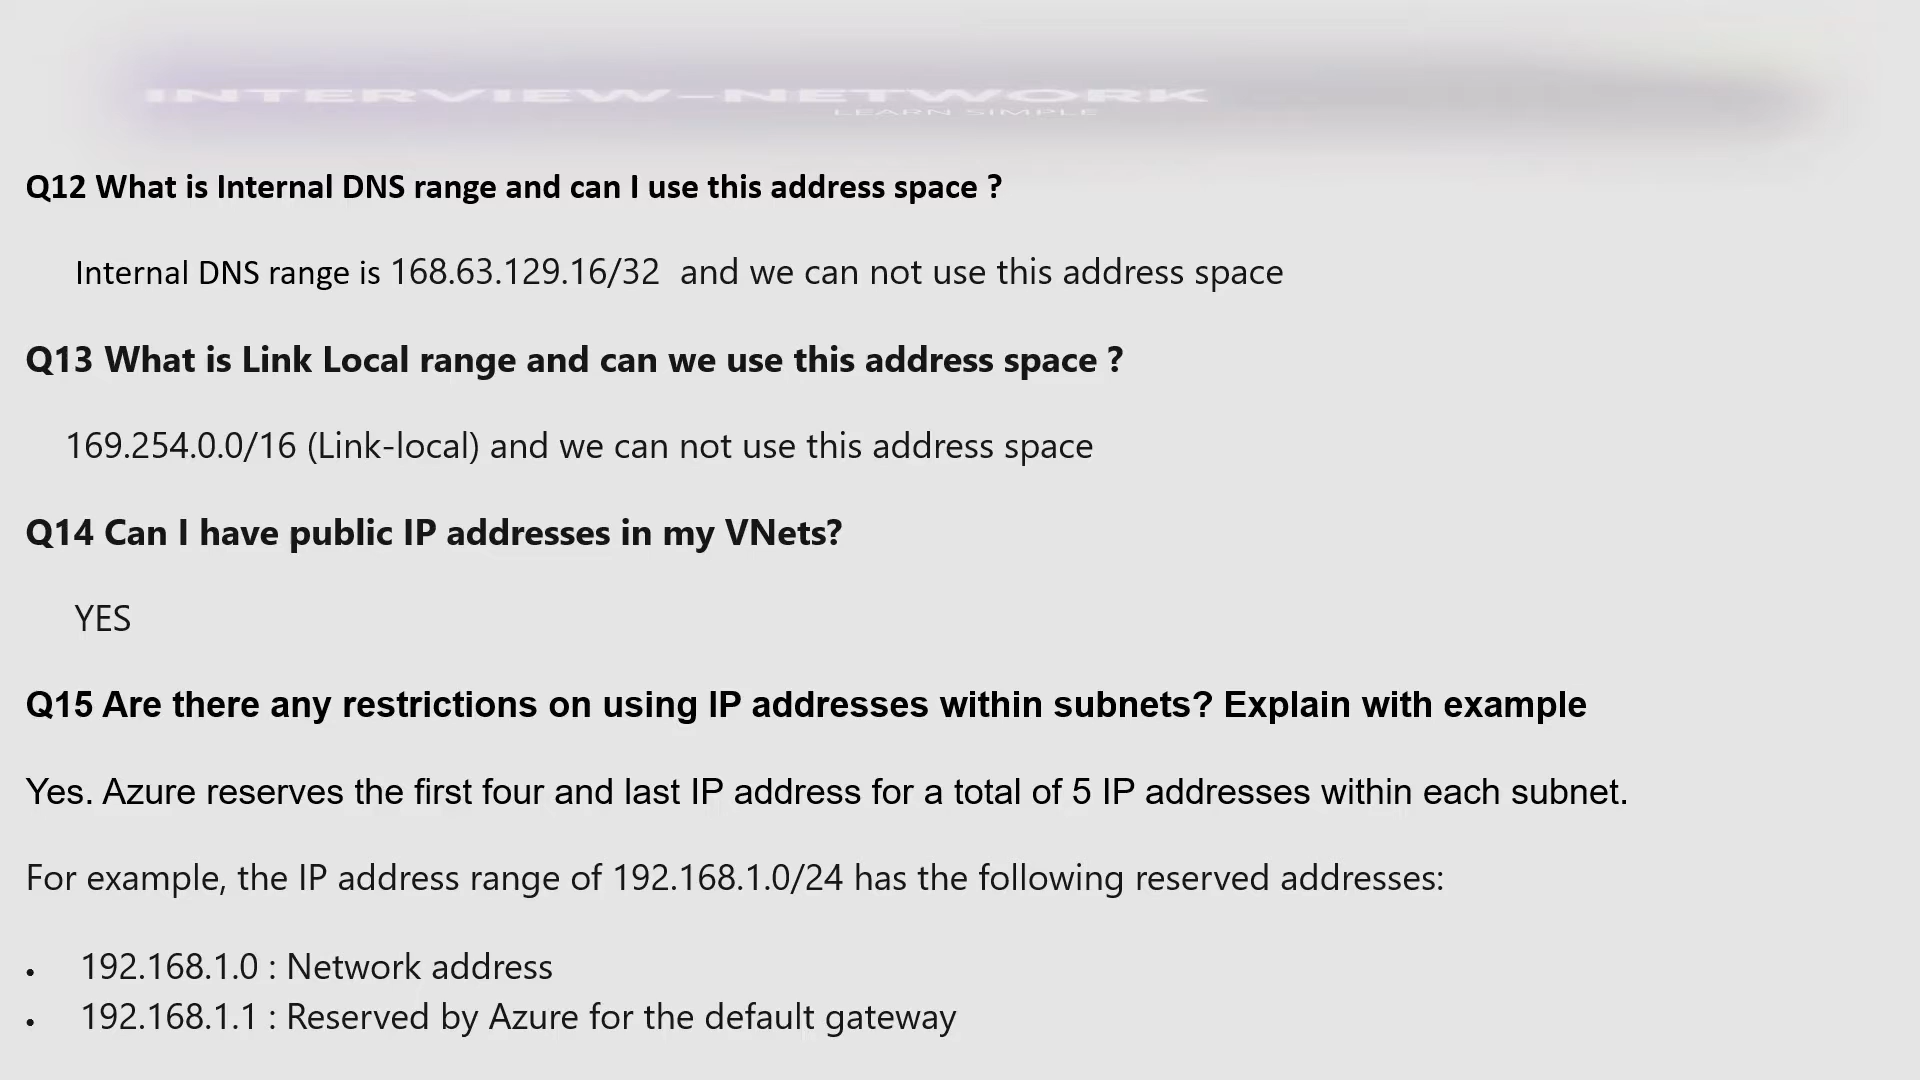 INTERVIEW-NETWORK
LEARN SIMPLE
Q12 What is Internal DNS range and can I use this address space ?
Internal DNS range is 168.63.129.16/32 and we can not use this address space
Q13 What is Link Local range and can we use this address space ?
169.254.0.0/16 (Link-local) and we can not use this address space
Q14 Can I have public IP addresses in my VNets?
YES
Q15 Are there any restrictions on using IP addresses within subnets? Explain with example
Yes. Azure reserves the first four and last IP address for a total of 5 IP addresses within each subnet.
For example, the IP address range of 192.168.1.0/24 has the following reserved addresses:
• 192.168.1.0 : Network address
• 192.168.1.1 : Reserved by Azure for the default gateway